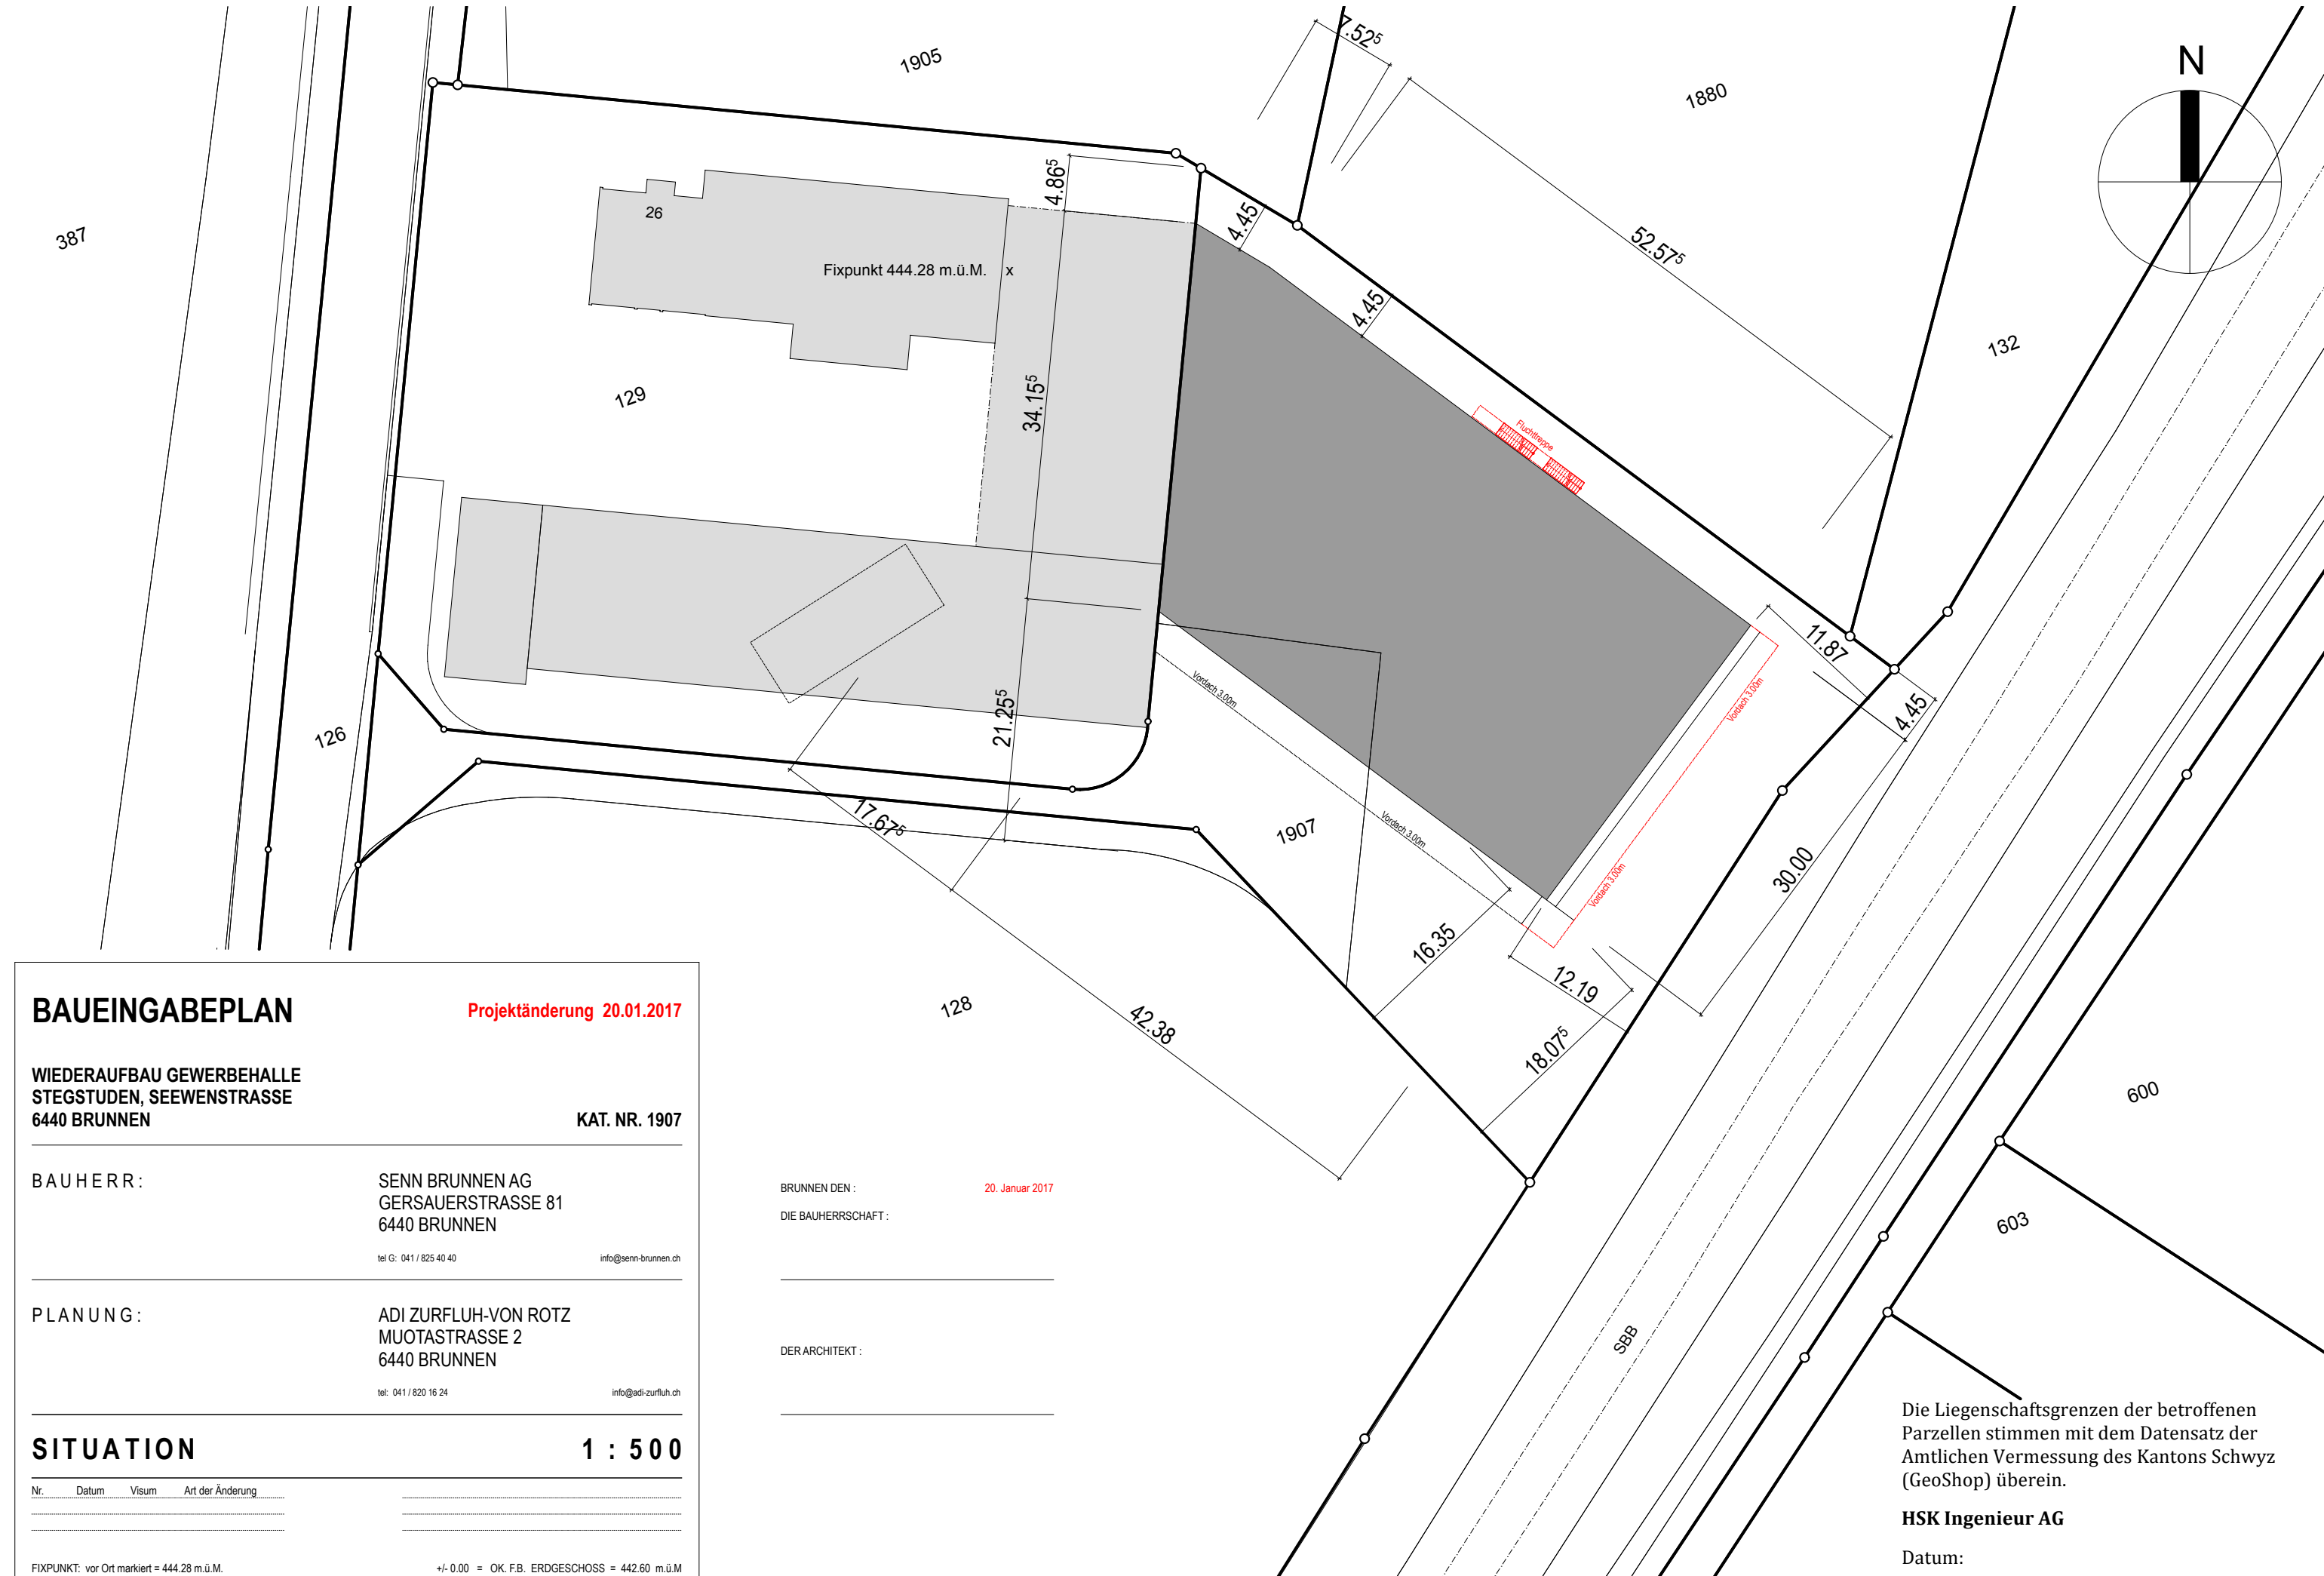 7.52⁵
1905
1880
N
4.86⁵
4.45
26
387
52.57⁵
Fixpunkt 444.28 m.ü.M. x
4.45
132
34.15⁵
129
Fluchttreppe
11.87
Vordach 3.00m
Vordach 3.00m
4.45
21.25⁵
126
17.67⁵
1907
Vordach 3.00m
30.00
Vordach 3.00m
16.35
12.19
128
42.38
18.07⁵
600
603
SBB
BAUEINGABEPLAN
Projektänderung 20.01.2017
WIEDERAUFBAU GEWERBEHALLE
STEGSTUDEN, SEEWENSTRASSE
6440 BRUNNEN KAT. NR. 1907
BAUHERR: SENN BRUNNEN AG
GERSAUERSTRASSE 81
6440 BRUNNEN
tel G: 041 / 825 40 40 info@senn-brunnen.ch
PLANUNG: ADI ZURFLUH-VON ROTZ
MUOTASTRASSE 2
6440 BRUNNEN
tel: 041 / 820 16 24 info@adi-zurfluh.ch
SITUATION 1 : 500
Nr. Datum Visum Art der Änderung
FIXPUNKT: vor Ort markiert = 444.28 m.ü.M. +/- 0.00 = OK. F.B. ERDGESCHOSS = 442.60 m.ü.M
BRUNNEN DEN : 20. Januar 2017
DIE BAUHERRSCHAFT :
DER ARCHITEKT :
Die Liegenschaftsgrenzen der betroffenen
Parzellen stimmen mit dem Datensatz der
Amtlichen Vermessung des Kantons Schwyz
(GeoShop) überein.
HSK Ingenieur AG
Datum: